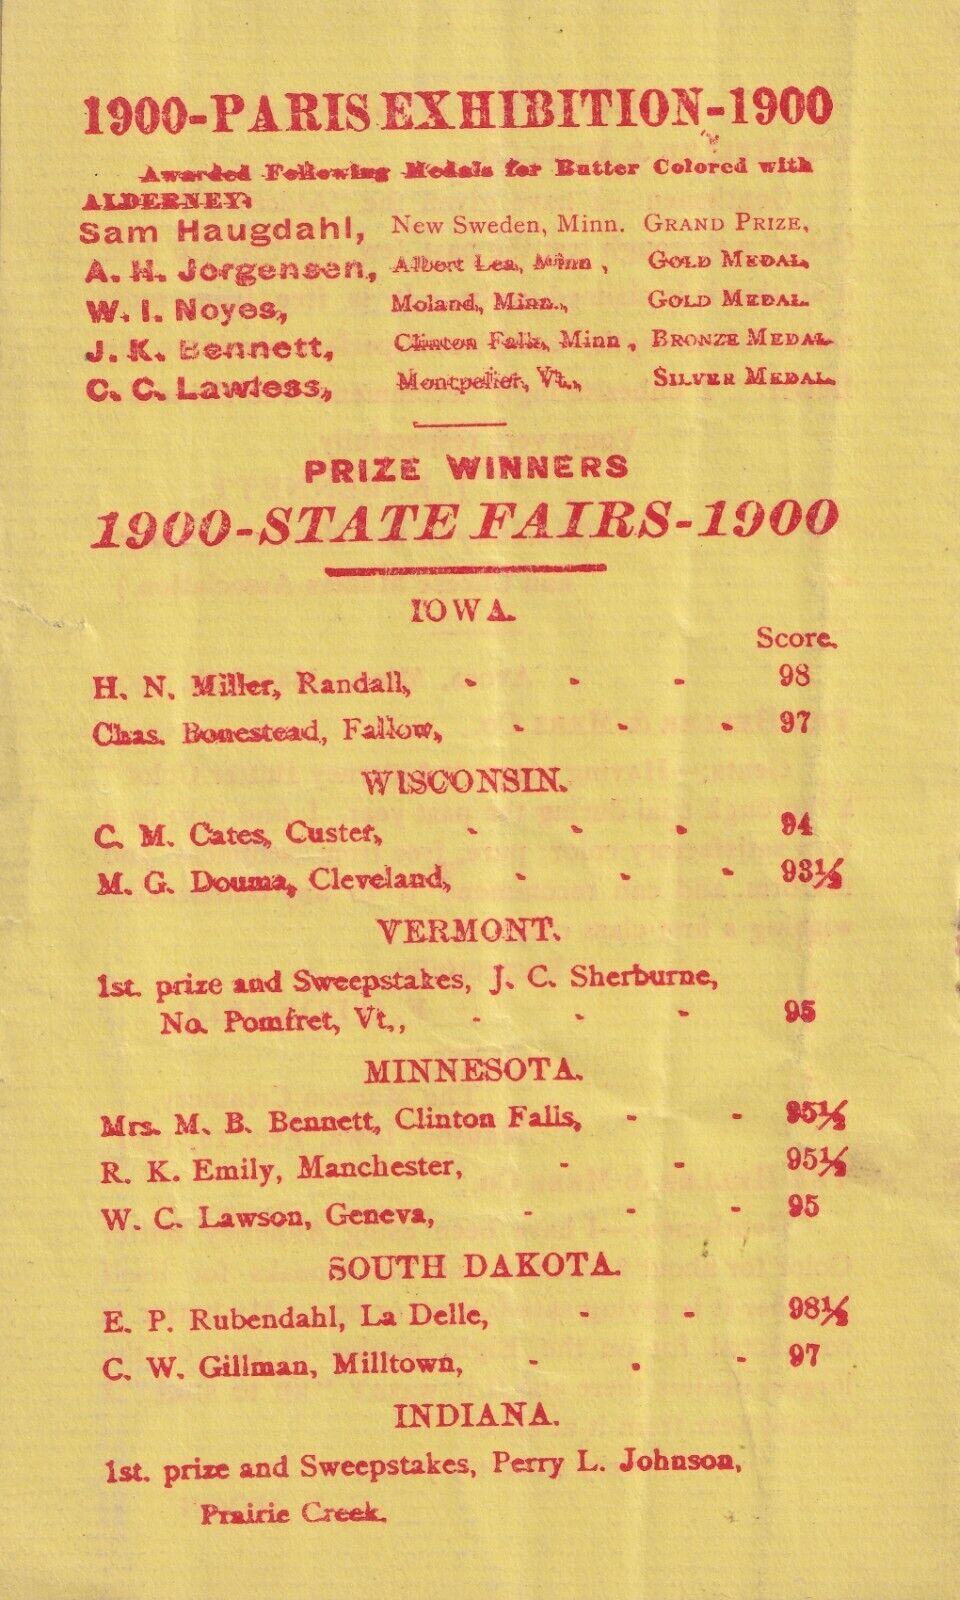 1900-PARIS EXHIBITION-1900
Awarded Following Medals for Butter Colored with
ALDERNEY:
Sam Haugdahl, New Sweden, Minn. GRAND PRIZE,
A. H. Jorgensen, Albert Lea, Minn, GOLD MEDAL,
W. I. Noyes, Moland, Minn., GOLD MEDAL.
J. K. Bennett, Clinton Falls, Minn, BRONZE MEDAL.
C. C. Lawless, Montpelier, Vt., SILVER MEDAL.
PRIZE WINNERS
1900-STATE FAIRS-1900
IOWA.
Score.
H. N. Miller, Randall, - - - 98
Chas. Bonestead, Fallow, - - - 97
WISCONSIN.
C. M. Cates, Custer, - - - 94
M. G. Douma, Cleveland, - - - 93½
VERMONT.
1st. prize and Sweepstakes, J. C. Sherburne,
No. Pomfret, Vt., - - - 95
MINNESOTA.
Mrs. M. B. Bennett, Clinton Falls, - - 95½
R. K. Emily, Manchester, - - 95½
W. C. Lawson, Geneva, - - - 95
SOUTH DAKOTA.
E. P. Rubendahl, La Delle, - - 98½
C. W. Gillman, Milltown, - - - 97
INDIANA.
1st. prize and Sweepstakes, Perry L. Johnson,
Prairie Creek.